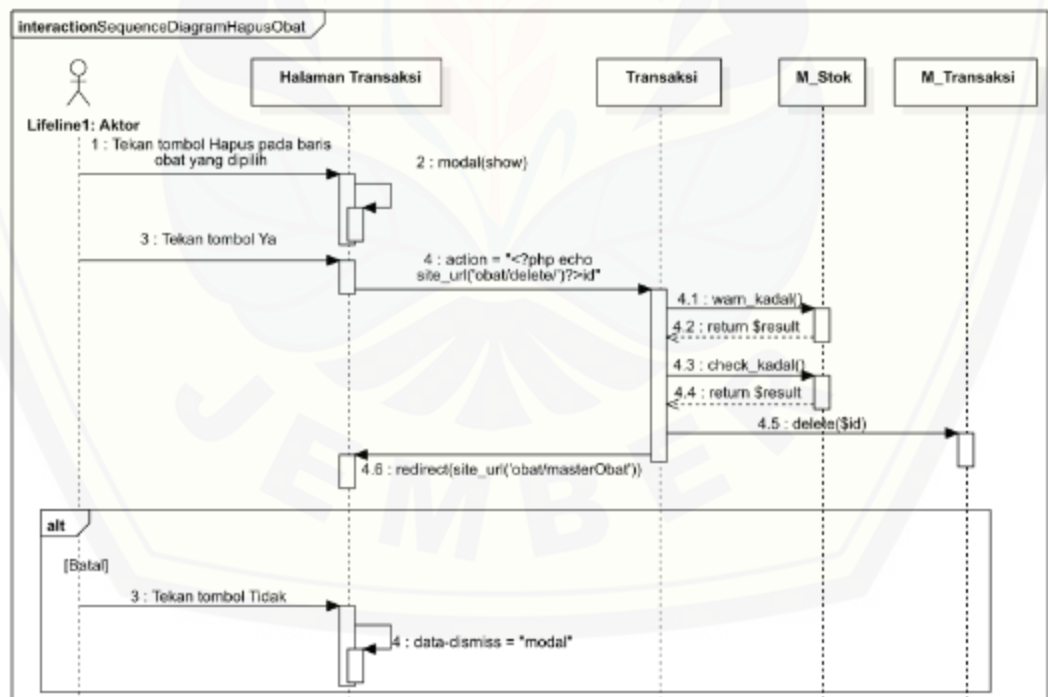 interactionSequenceDiagramHapusObat
Halaman Transaksi
Transaksi
M_Stok
M_Transaksi
Lifeline1: Aktor
1 : Tekan tombol Hapus pada baris
obat yang dipilih
2 : modal(show)
3 : Tekan tombol Ya
4 : action = "<?php echo
site_url('obat/delete/')?>id"
4.1 : warn_kadal()
4.2 : return $result
4.3 : check_kadal()
4.4 : return $result
4.5 : delete($id)
4.6 : redirect(site_url('obat/masterObat'))
alt
[Batal]
3 : Tekan tombol Tidak
4 : data-dismiss = "modal"
JEMBER